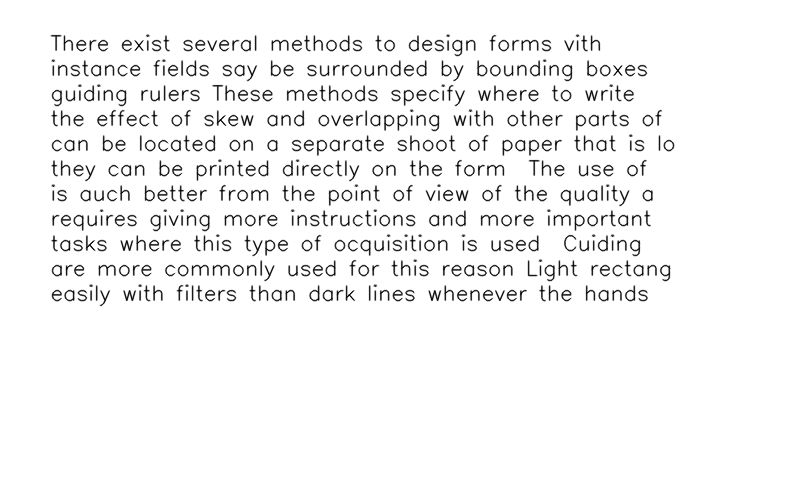 There exist several methods to design forms vith
instance fields say be surrounded by bounding boxes
guiding rulers These methods specify where to write
the effect of skew and overlapping with other parts of
can be located on a separate shoot of paper that is lo
they can be printed directly on the form The use of
is auch better from the point of view of the quality a
requires giving more instructions and more important
tasks where this type of ocquisition is used Cuiding
are more commonly used for this reason Light rectang
easily with filters than dark lines whenever the hands